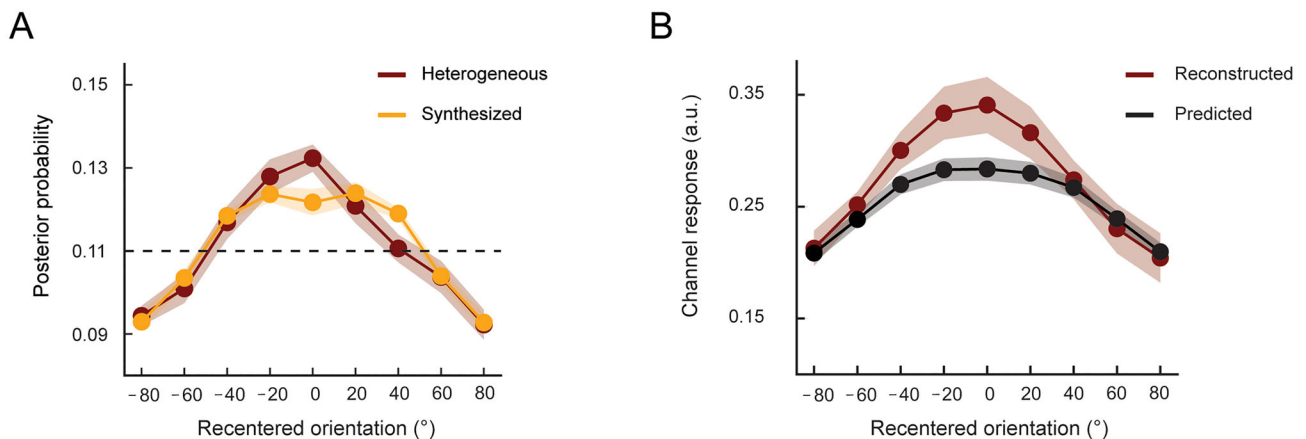 A
Posterior probability
0.15
0.13
0.11
0.09
Heterogeneous
Synthesized
-80 -60 -40 -20 0 20 40 60 80
Recentered orientation (°)
B
Channel response (a.u.)
0.35
0.25
0.15
Reconstructed
Predicted
-80 -60 -40 -20 0 20 40 60 80
Recentered orientation (°)